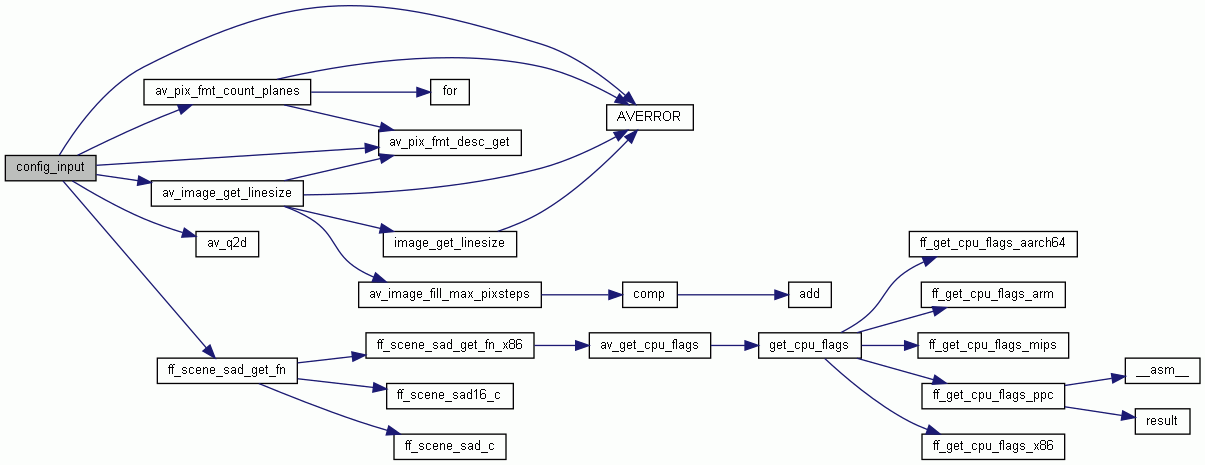 config_input
av_pix_fmt_count_planes
for
AVERROR
av_pix_fmt_desc_get
av_image_get_linesize
av_q2d
image_get_linesize
av_image_fill_max_pixsteps
comp
add
ff_scene_sad_get_fn
ff_scene_sad_get_fn_x86
ff_scene_sad16_c
ff_scene_sad_c
av_get_cpu_flags
get_cpu_flags
ff_get_cpu_flags_aarch64
ff_get_cpu_flags_arm
ff_get_cpu_flags_mips
ff_get_cpu_flags_ppc
ff_get_cpu_flags_x86
__asm__
result